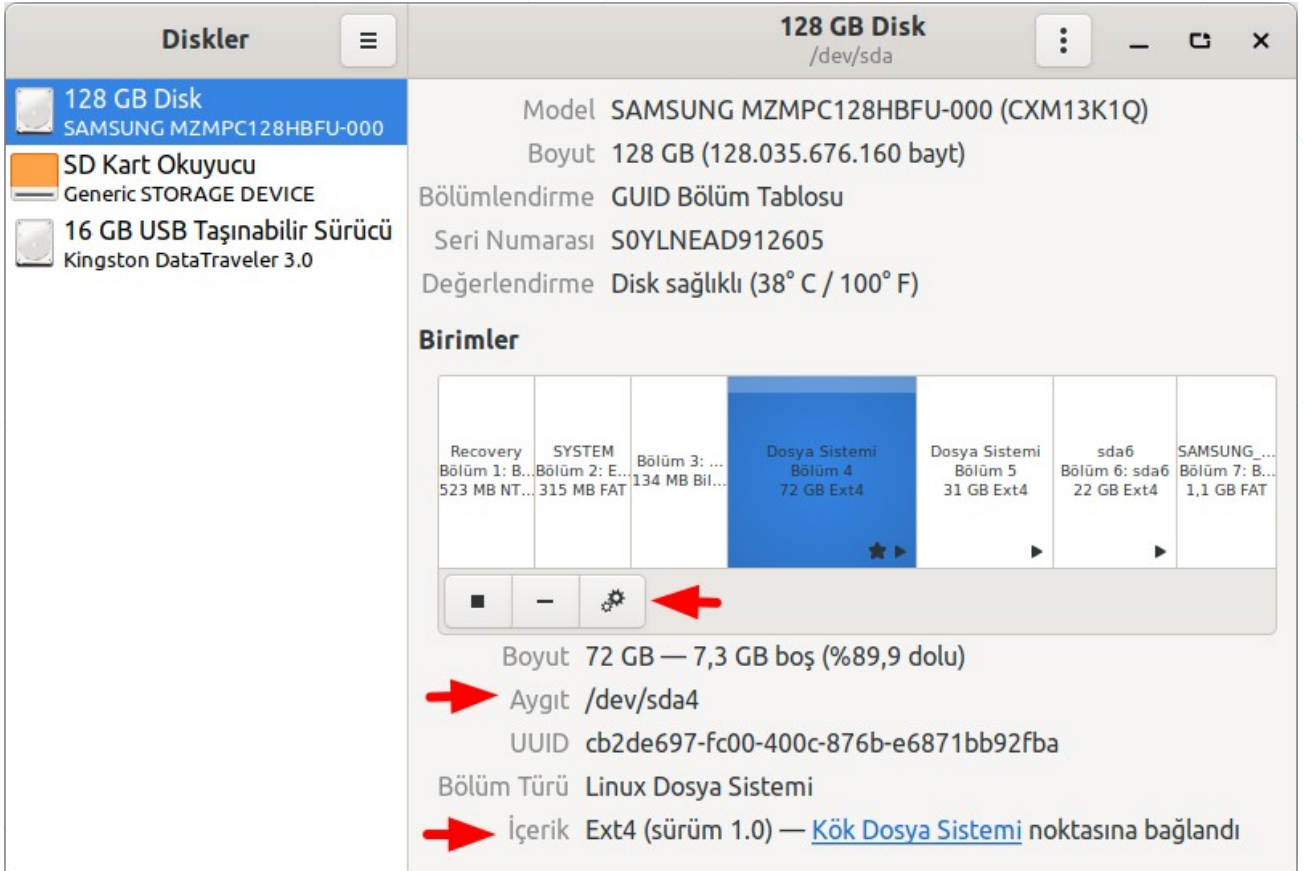 Diskler
128 GB Disk
/dev/sda
128 GB Disk
SAMSUNG MZMPC128HBFU-000
SD Kart Okuyucu
Generic STORAGE DEVICE
16 GB USB Taşınabilir Sürücü
Kingston DataTraveler 3.0
Model SAMSUNG MZMPC128HBFU-000 (CXM13K1Q)
Boyut 128 GB (128.035.676.160 bayt)
Bölümlendirme GUID Bölüm Tablosu
Seri Numarası S0YLNEAD912605
Değerlendirme Disk sağlıklı (38° C / 100° F)
Birimler
Recovery
Bölüm 1: B...
523 MB NT...
SYSTEM
Bölüm 2: E...
315 MB FAT
Bölüm 3: ...
134 MB Bil...
Dosya Sistemi
Bölüm 4
72 GB Ext4
Dosya Sistemi
Bölüm 5
31 GB Ext4
sda6
Bölüm 6: sda6
22 GB Ext4
SAMSUNG_...
Bölüm 7: B...
1,1 GB FAT
Boyut 72 GB — 7,3 GB boş (%89,9 dolu)
Aygıt /dev/sda4
UUID cb2de697-fc00-400c-876b-e6871bb92fba
Bölüm Türü Linux Dosya Sistemi
İçerik Ext4 (sürüm 1.0) — Kök Dosya Sistemi noktasına bağlandı